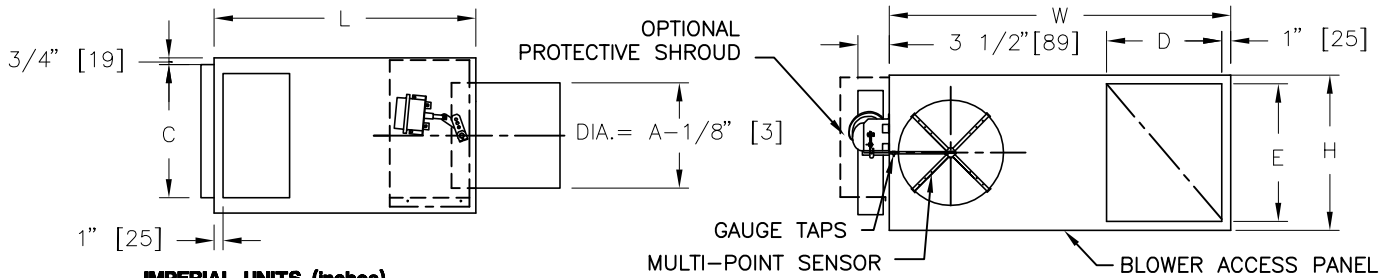 L
3/4" [19]
C
1" [25]
DIA.= A-1/8" [3]
OPTIONAL
PROTECTIVE SHROUD
W
3 1/2"[89]
D
1" [25]
E
H
GAUGE TAPS
MULTI-POINT SENSOR
BLOWER ACCESS PANEL
IMPERIAL UNITS (inches)